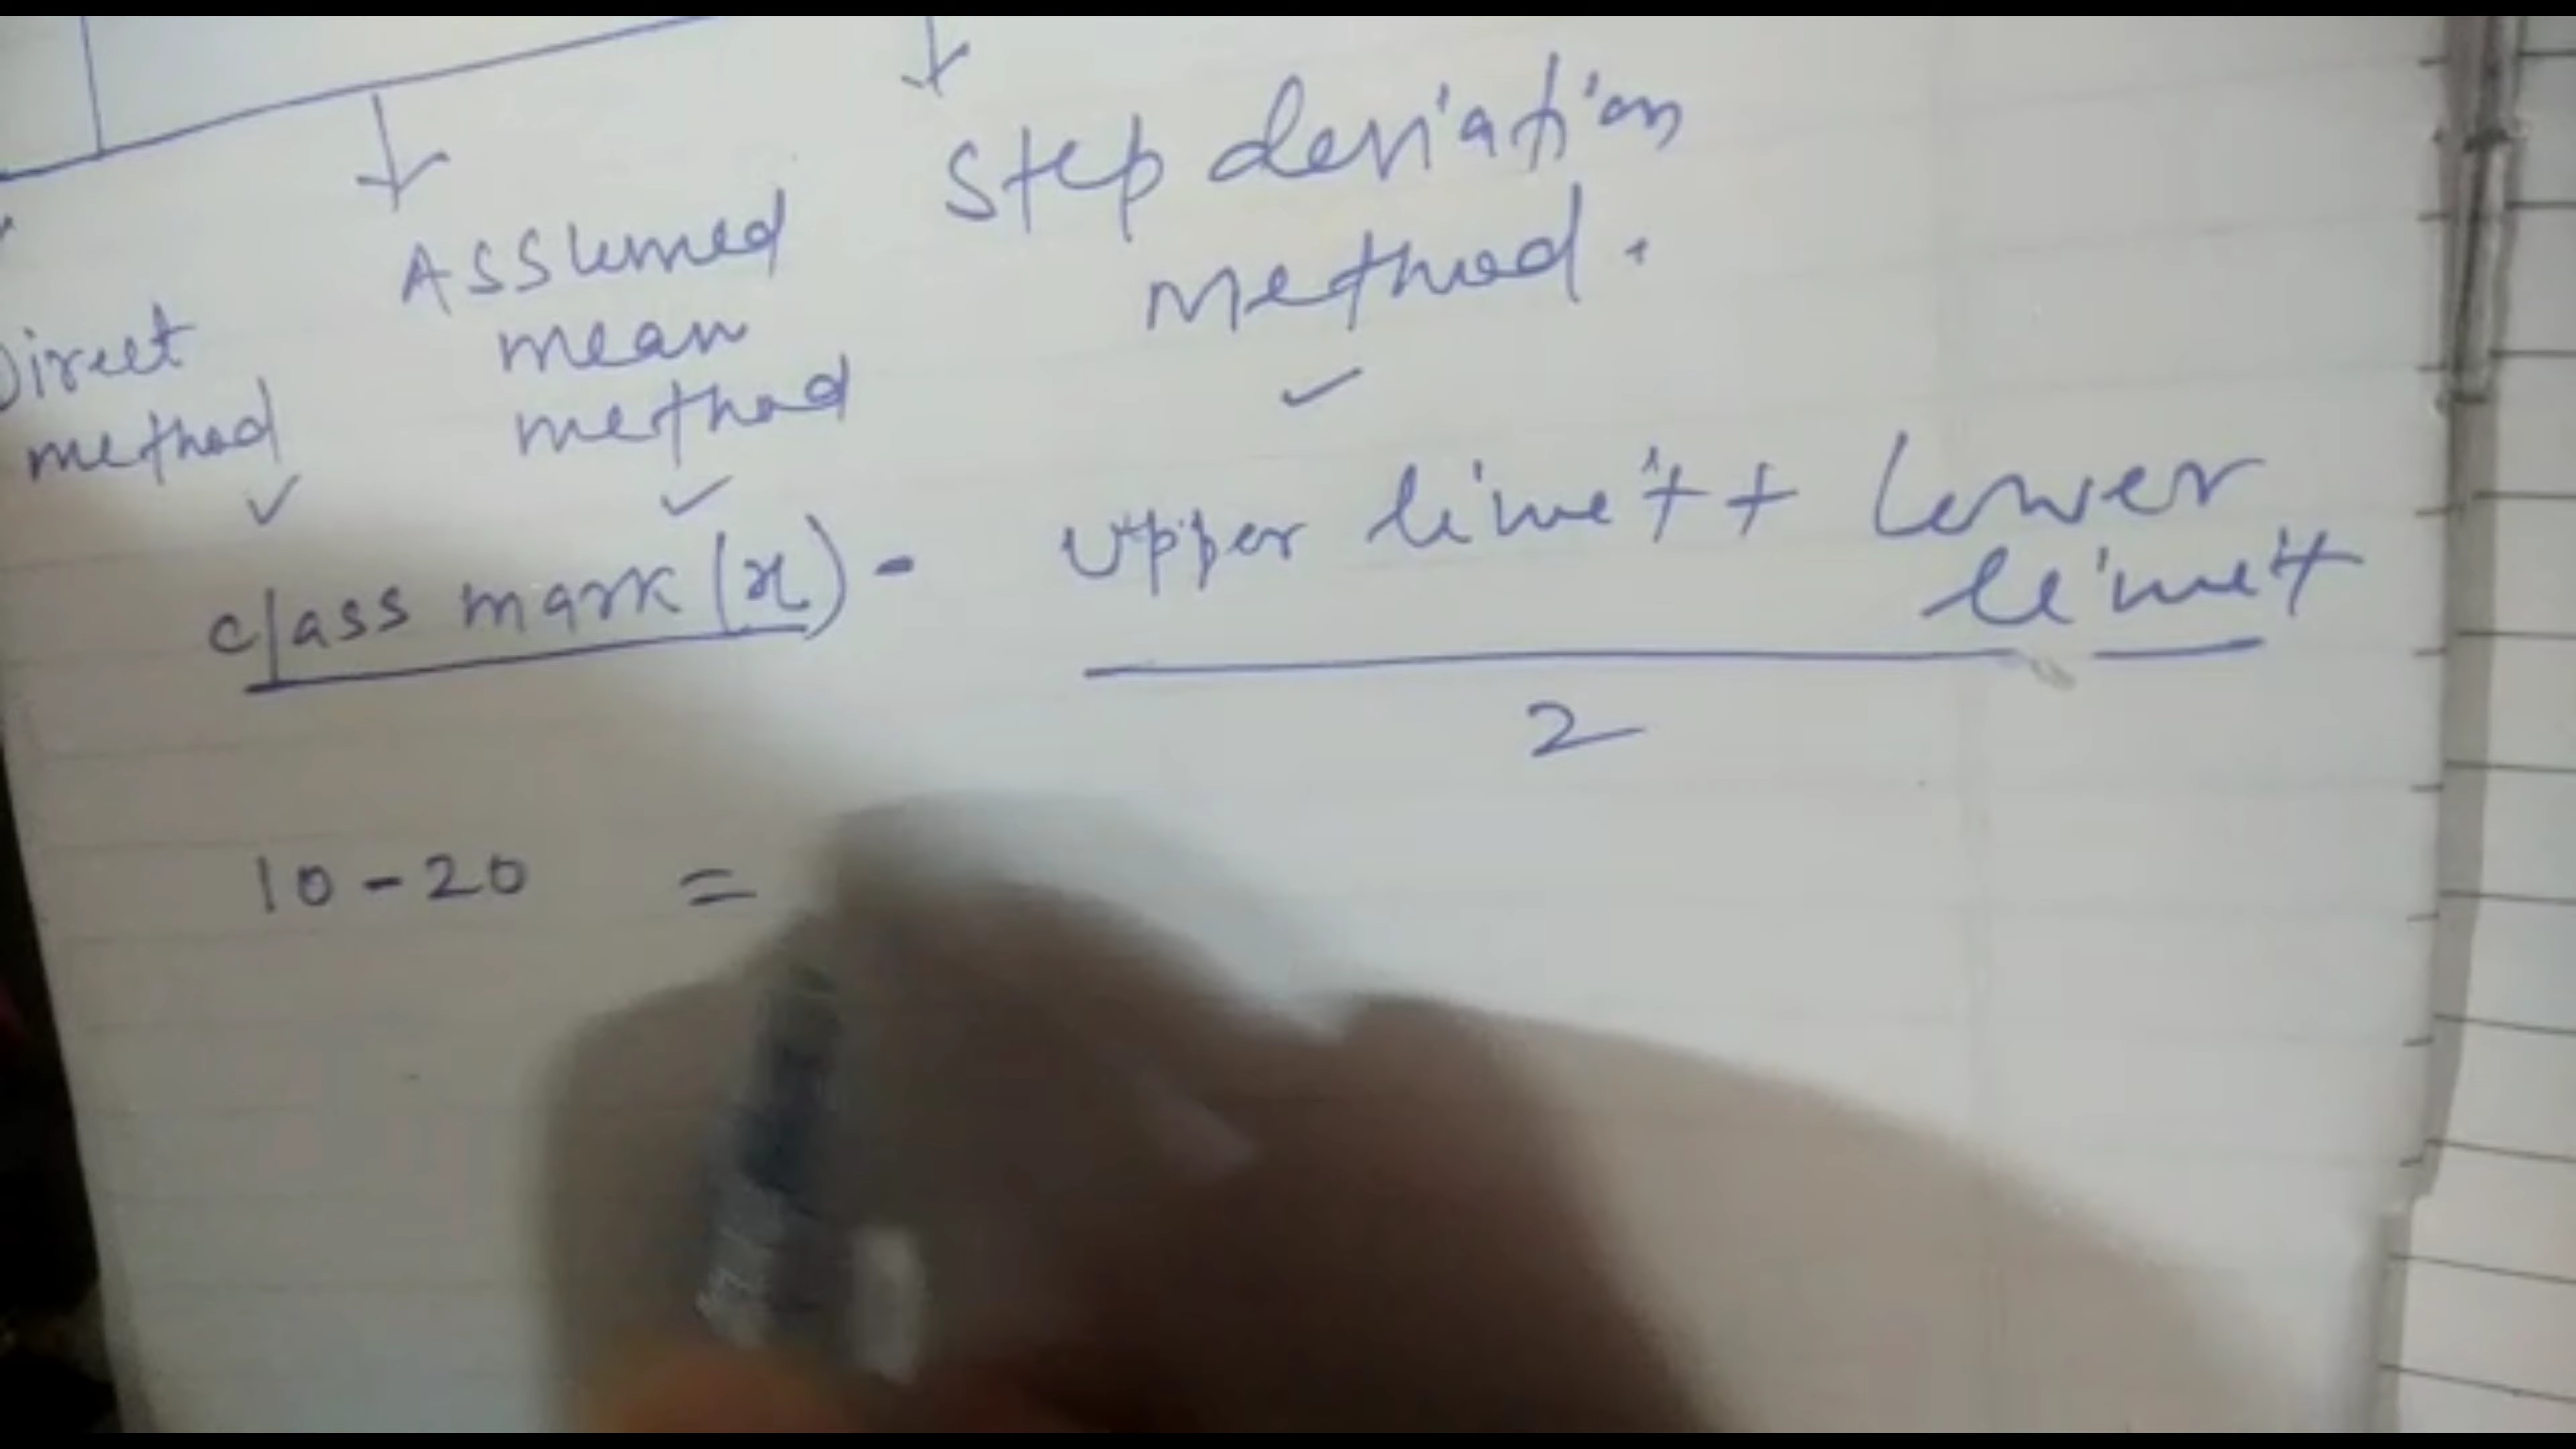 Step deviation
Method.
Assumed
mean
method
Direct
method
class mark (x) - upper limit + Lower
limit
2
10-20 =